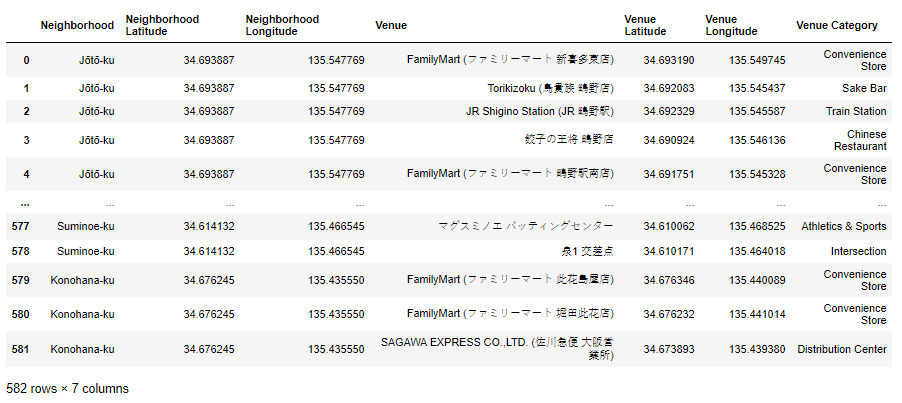 Neighborhood Neighborhood Latitude Neighborhood Longitude Venue Venue Latitude Venue Longitude Venue Category
0 Jōtō-ku 34.693887 135.547769 FamilyMart (ファミリーマート 新喜多東店) 34.693190 135.549745 Convenience Store
1 Jōtō-ku 34.693887 135.547769 Torikizoku (鳥貴族 鴫野店) 34.692083 135.545437 Sake Bar
2 Jōtō-ku 34.693887 135.547769 JR Shigino Station (JR 鴫野駅) 34.692329 135.545587 Train Station
3 Jōtō-ku 34.693887 135.547769 餃子の王将 鴫野店 34.690924 135.546136 Chinese Restaurant
4 Jōtō-ku 34.693887 135.547769 FamilyMart (ファミリーマート 鴫野駅南店) 34.691751 135.545328 Convenience Store
... ... ... ... ... ... ... ...
577 Suminoe-ku 34.614132 135.466545 マグスミノエ バッティングセンター 34.610062 135.468525 Athletics & Sports
578 Suminoe-ku 34.614132 135.466545 泉1 交差点 34.610171 135.464018 Intersection
579 Konohana-ku 34.676245 135.435550 FamilyMart (ファミリーマート 此花島屋店) 34.676346 135.440089 Convenience Store
580 Konohana-ku 34.676245 135.435550 FamilyMart (ファミリーマート 堀田此花店) 34.676232 135.441014 Convenience Store
581 Konohana-ku 34.676245 135.435550 SAGAWA EXPRESS CO.,LTD. (佐川急便 大阪営業所) 34.673893 135.439380 Distribution Center
582 rows × 7 columns